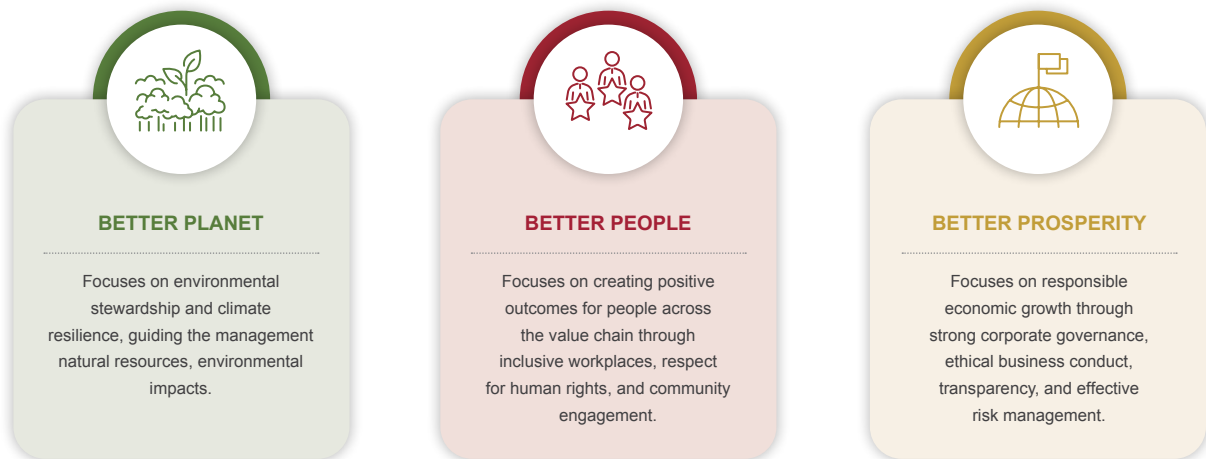 BETTER PLANET
Focuses on environmental
stewardship and climate
resilience, guiding the management
natural resources, environmental
impacts.
BETTER PEOPLE
Focuses on creating positive
outcomes for people across
the value chain through
inclusive workplaces, respect
for human rights, and community
engagement.
BETTER PROSPERITY
Focuses on responsible
economic growth through
strong corporate governance,
ethical business conduct,
transparency, and effective
risk management.